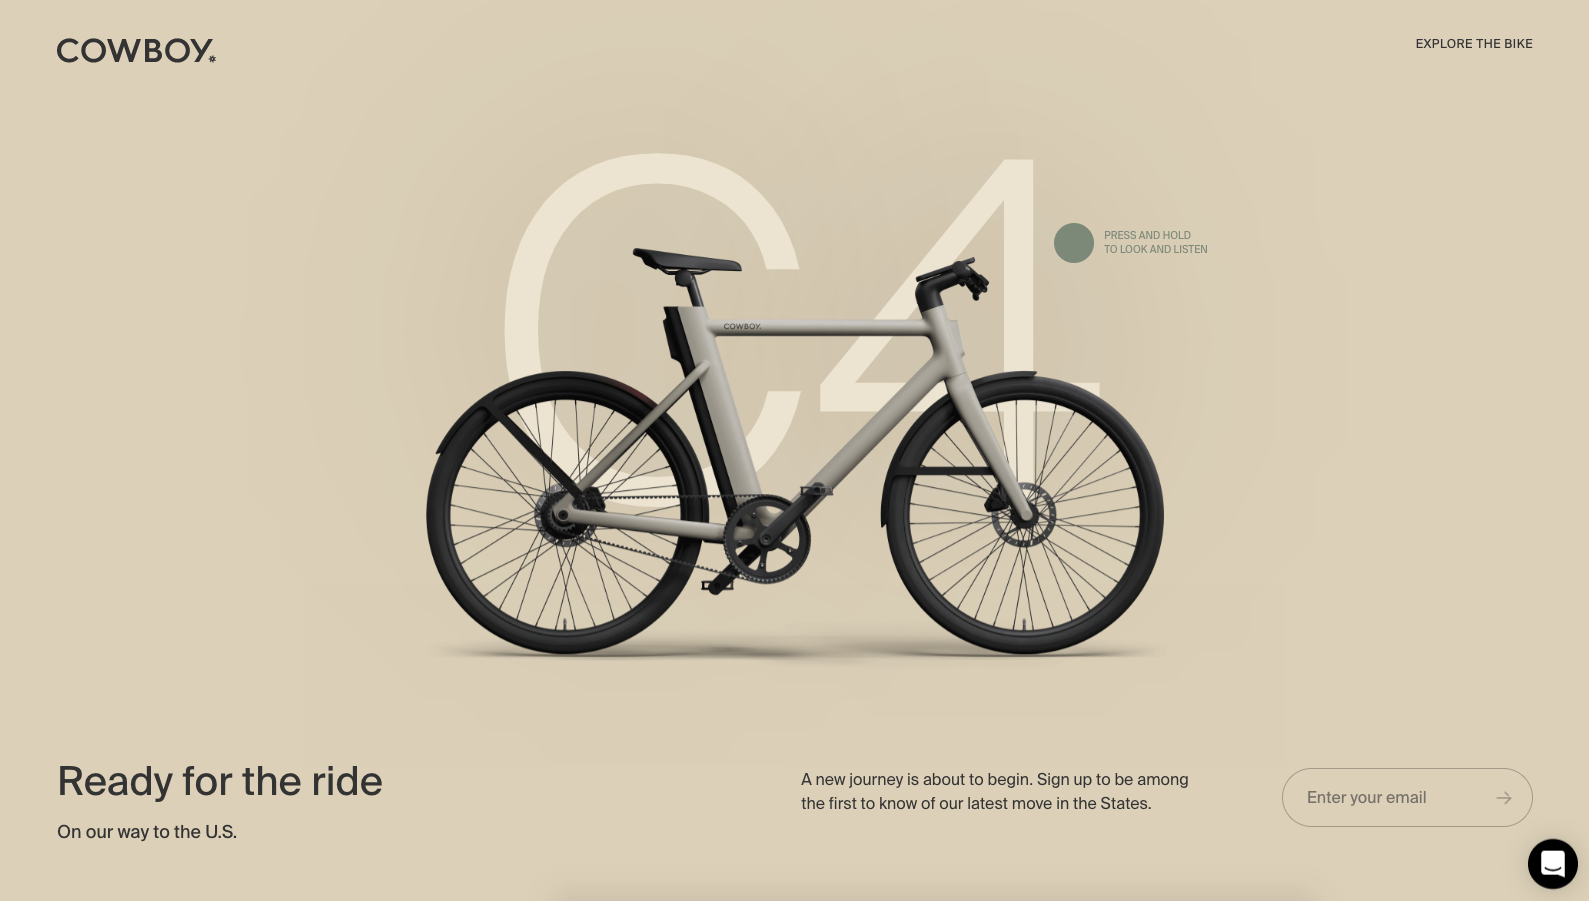 COWBOY.
EXPLORE THE BIKE
C4
PRESS AND HOLD
TO LOOK AND LISTEN
COWBOY.
Ready for the ride
On our way to the U.S.
A new journey is about to begin. Sign up to be among
the first to know of our latest move in the States.
Enter your email →